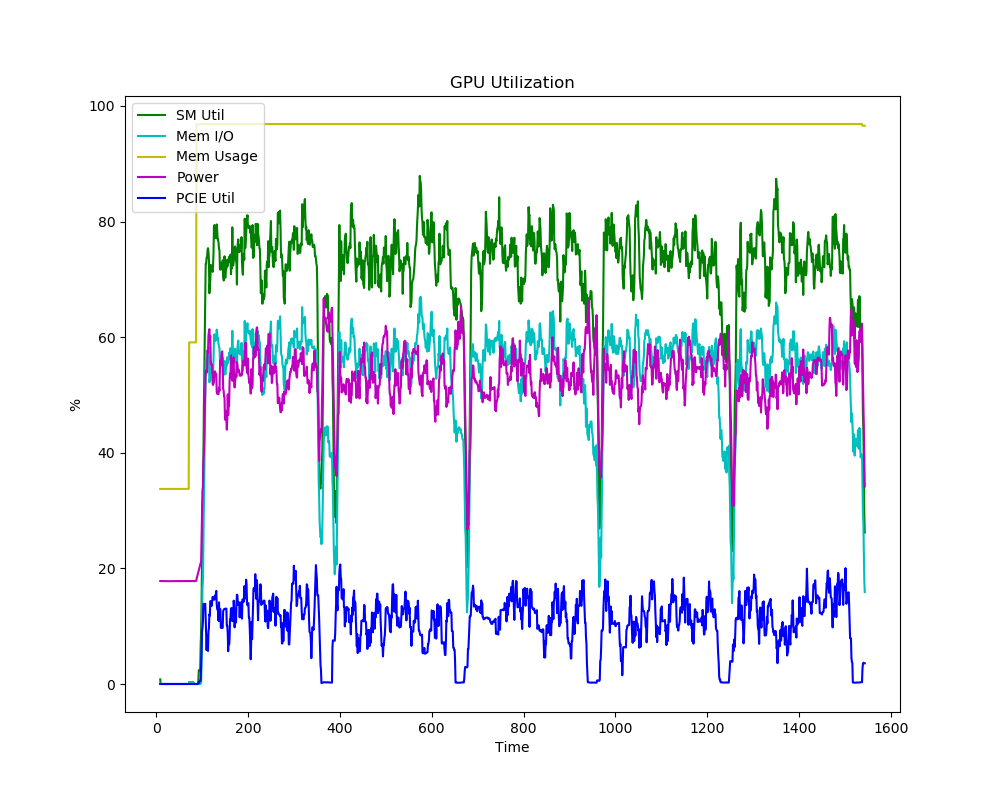 GPU Utilization
100
80
60
40
20
0
%
SM Util
Mem I/O
Mem Usage
Power
PCIE Util
0 200 400 600 800 1000 1200 1400 1600
Time